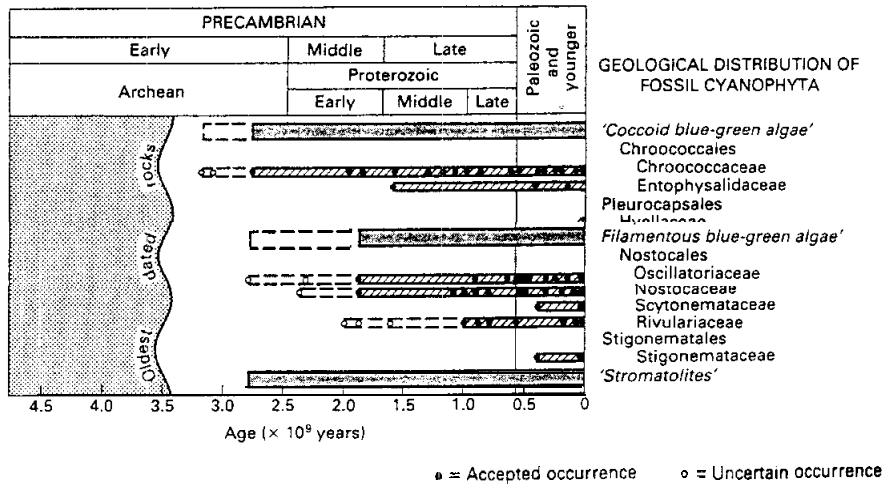 PRECAMBRIAN
Early
Middle
Late
Archean
Proterozoic
Early
Middle
Late
Paleozoic
and
younger
GEOLOGICAL DISTRIBUTION OF
FOSSIL CYANOPHYTA
Oldest dated rocks
'Coccoid blue-green algae'
Chroococcales
Chroococcaceae
Entophysalidaceae
Pleurocapsales
Hyellaceae
Filamentous blue-green algae'
Nostocales
Oscillatoriaceae
Nostocaceae
Scytonemataceae
Rivulariaceae
Stigonematales
Stigonemataceae
'Stromatolites'
4.5 4.0 3.5 3.0 2.5 2.0 1.5 1.0 0.5 0
Age (× 10⁹ years)
= Accepted occurrence
= Uncertain occurrence